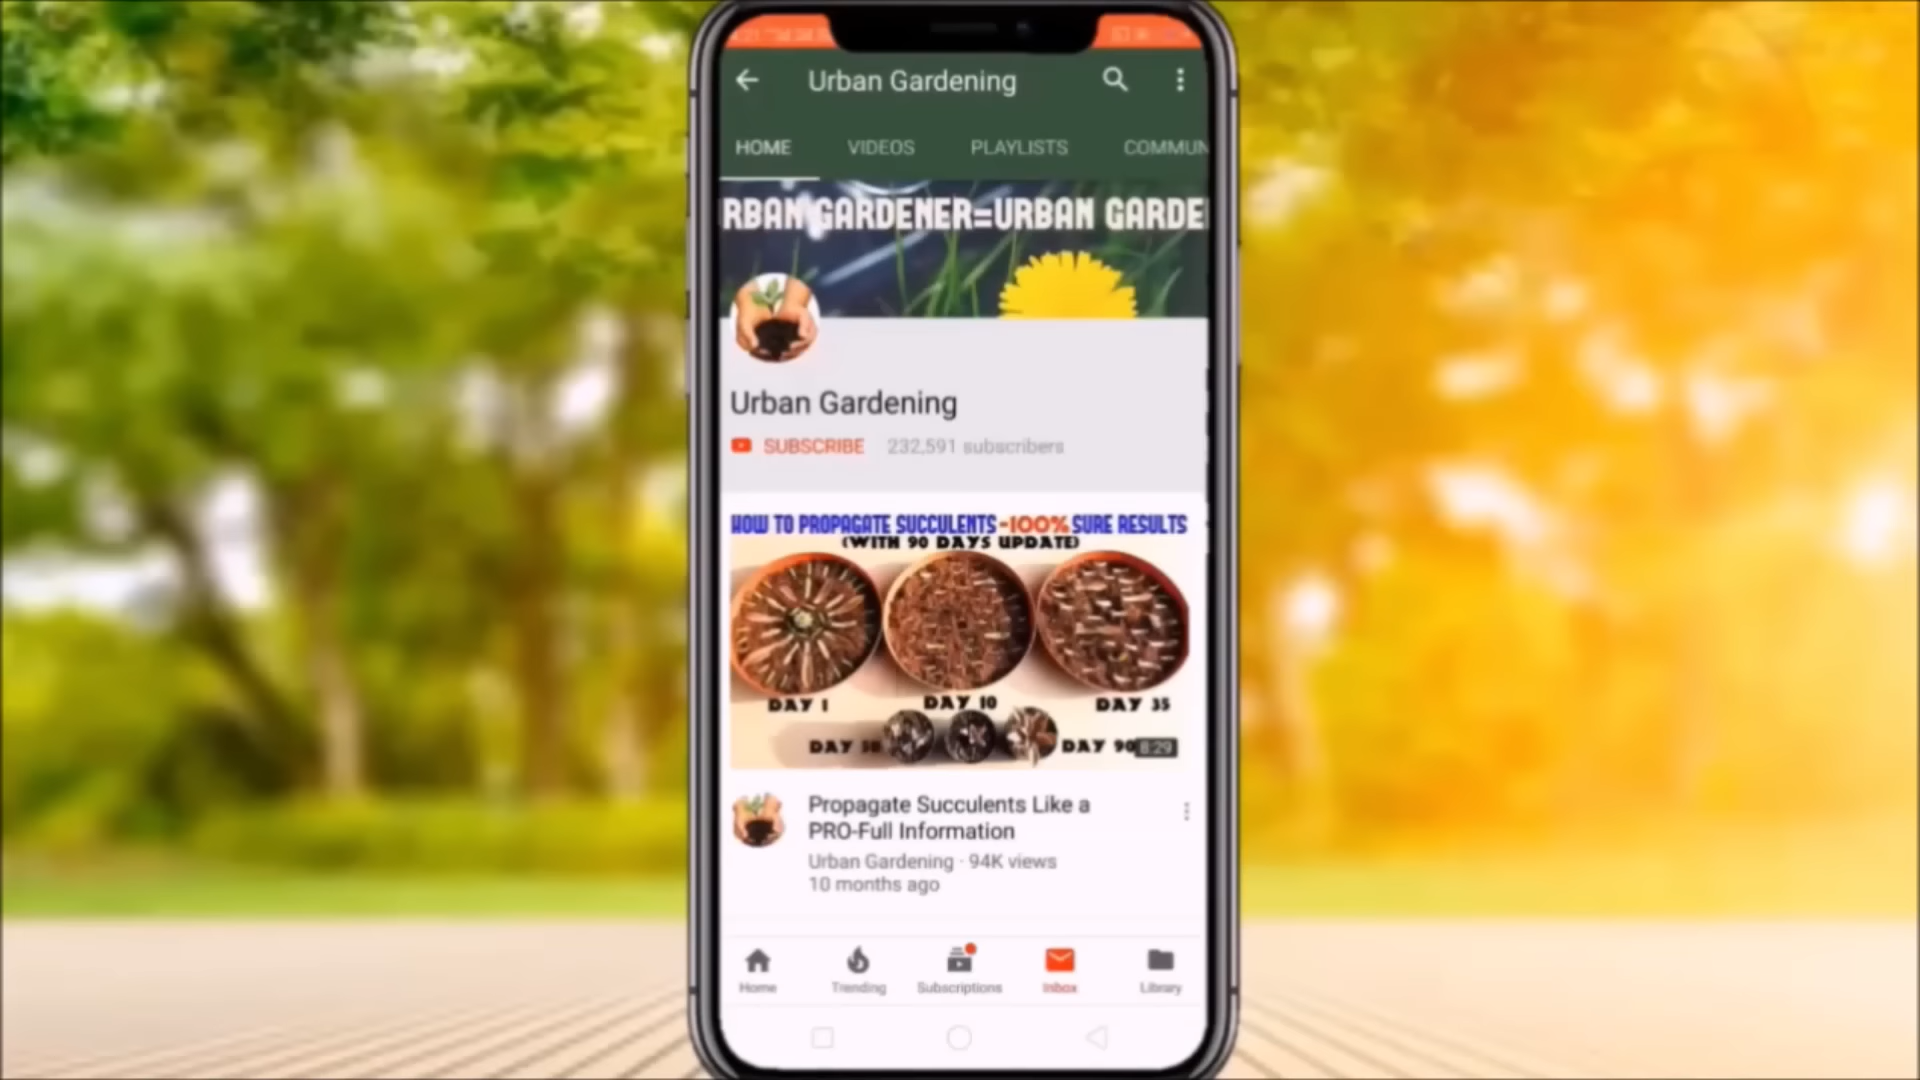 Urban Gardening
HOME VIDEOS PLAYLISTS COMMUN
RBAN GARDENER=URBAN GARDE
Urban Gardening
SUBSCRIBE 232,591 subscribers
HOW TO PROPAGATE SUCCULENTS-100% SURE RESULTS
(WITH 90 DAYS UPDATE)
DAY 1 DAY 10 DAY 35
DAY DAY 90 8:29
Propagate Succulents Like a
PRO-Full Information
Urban Gardening · 94K views
10 months ago
Home Trending Subscriptions Inbox Library